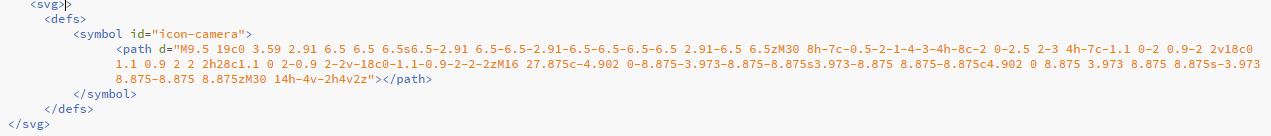 <svg>>
<defs>
<symbol id="icon-camera">
<path d="M9.5 19c0 3.59 2.91 6.5 6.5 6.5s6.5-2.91 6.5-6.5-2.91-6.5-6.5-6.5-6.5 2.91-6.5 6.5zM30 8h-7c-0.5-2-1-4-3-4h-8c-2 0-2.5 2-3 4h-7c-1.1 0-2 0.9-2 2v18c0
1.1 0.9 2 2 2h28c1.1 0 2-0.9 2-2v-18c0-1.1-0.9-2-2-2zM16 27.875c-4.902 0-8.875-3.973-8.875-8.875s3.973-8.875 8.875-8.875c4.902 0 8.875 3.973 8.875 8.875s-3.973
8.875-8.875 8.875zM30 14h-4v-2h4v2z"></path>
</symbol>
</defs>
</svg>